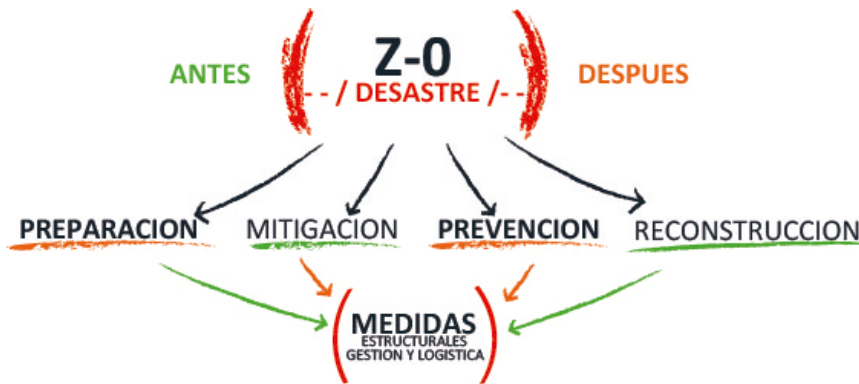 Z-0
ANTES
DESPUES
- - / DESASTRE / - -
PREPARACION
MITIGACION
PREVENCION
RECONSTRUCCION
MEDIDAS
ESTRUCTURALES
GESTION Y LOGISTICA